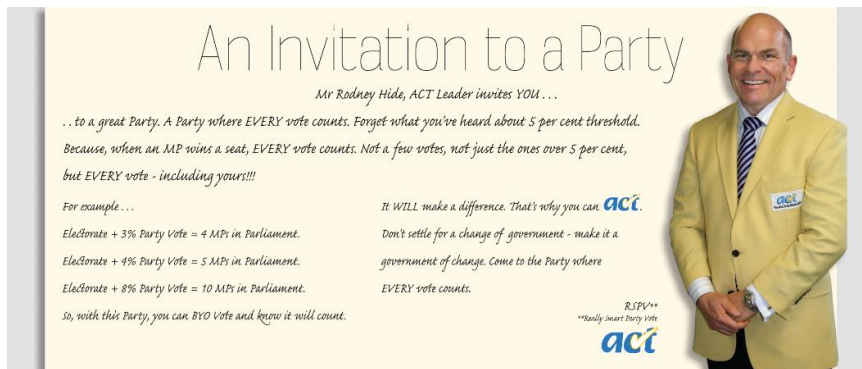 An Invitation to a Party
Mr Rodney Hide, ACT Leader invites YOU . . .
. . to a great Party. A Party where EVERY vote counts. Forget what you've heard about 5 per cent threshold.
Because, when an MP wins a seat, EVERY vote counts. Not a few votes, not just the ones over 5 per cent,
but EVERY vote - including yours!!!
For example . . .
Electorate + 3% Party Vote = 4 MPs in Parliament.
Electorate + 4% Party Vote = 5 MPs in Parliament.
Electorate + 8% Party Vote = 10 MPs in Parliament.
So, with this Party, you can BYO Vote and know it will count.
It WILL make a difference. That's why you can act.
Don't settle for a change of government - make it a
government of change. Come to the Party where
EVERY vote counts.
RSPV**
**Really Smart Party Vote
act
act